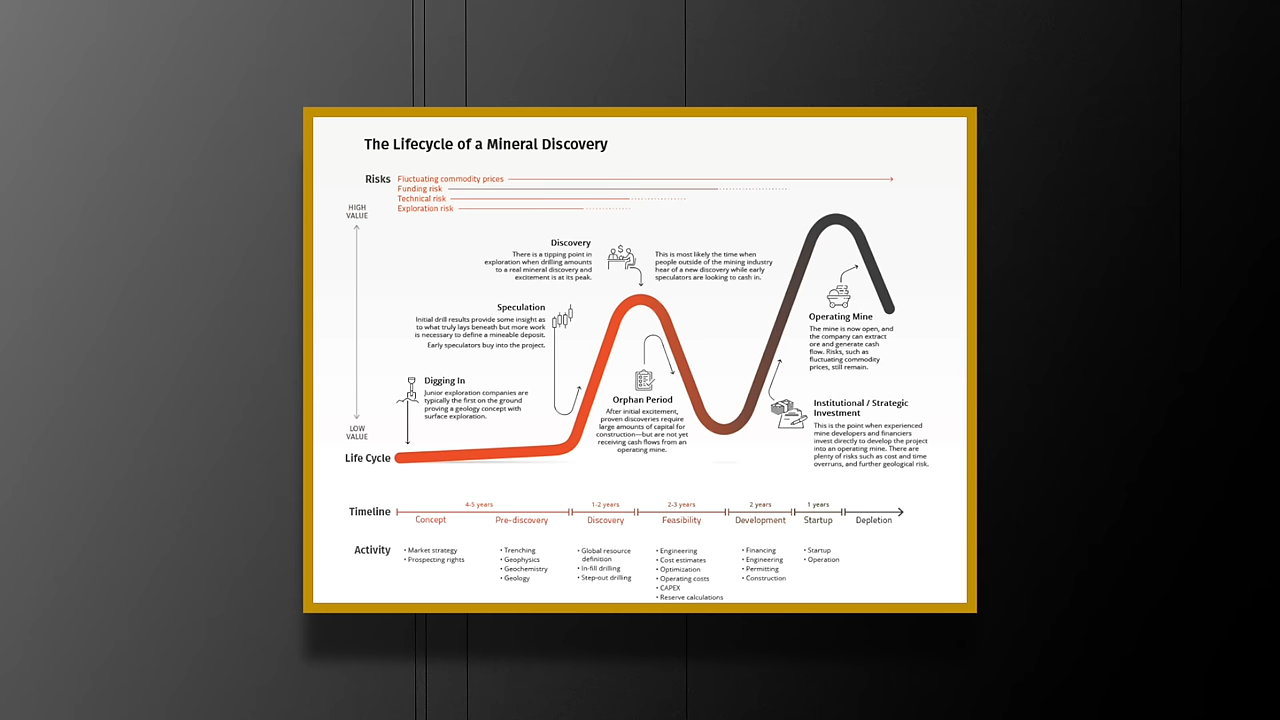 The Lifecycle of a Mineral Discovery
Risks
Fluctuating commodity prices
Funding risk
Technical risk
Exploration risk
HIGH
VALUE
Discovery
There is a tipping point in
exploration when drilling amounts
to a real mineral discovery and
excitement is at its peak.
This is most likely the time when
people outside of the mining industry
hear of a new discovery while early
speculators are looking to cash in.
Speculation
Initial drill results provide some insight as
to what truly lays beneath but more work
is necessary to define a mineable deposit.
Early speculators buy into the project.
Operating Mine
The mine is now open, and
the company can extract
ore and generate cash
flow. Risks, such as
fluctuating commodity
prices, still remain.
Digging In
Junior exploration companies are
typically the first on the ground
proving a geology concept with
surface exploration.
Orphan Period
After initial excitement,
proven discoveries require
large amounts of capital for
construction—but are not yet
receiving cash flows from an
operating mine.
Institutional / Strategic
Investment
This is the point when experienced
mine developers and financiers
invest directly to develop the project
into an operating mine. There are
plenty of risks such as cost and time
overruns, and further geological risk.
LOW
VALUE
Life Cycle
Timeline
4-5 years
1-2 years
2-3 years
2 years
1 years
Concept
Pre-discovery
Discovery
Feasibility
Development
Startup
Depletion
Activity
• Market strategy
• Prospecting rights
• Trenching
• Geophysics
• Geochemistry
• Geology
• Global resource
definition
• In-fill drilling
• Step-out drilling
• Engineering
• Cost estimates
• Optimization
• Operating costs
• CAPEX
• Reserve calculations
• Financing
• Engineering
• Permitting
• Construction
• Startup
• Operation